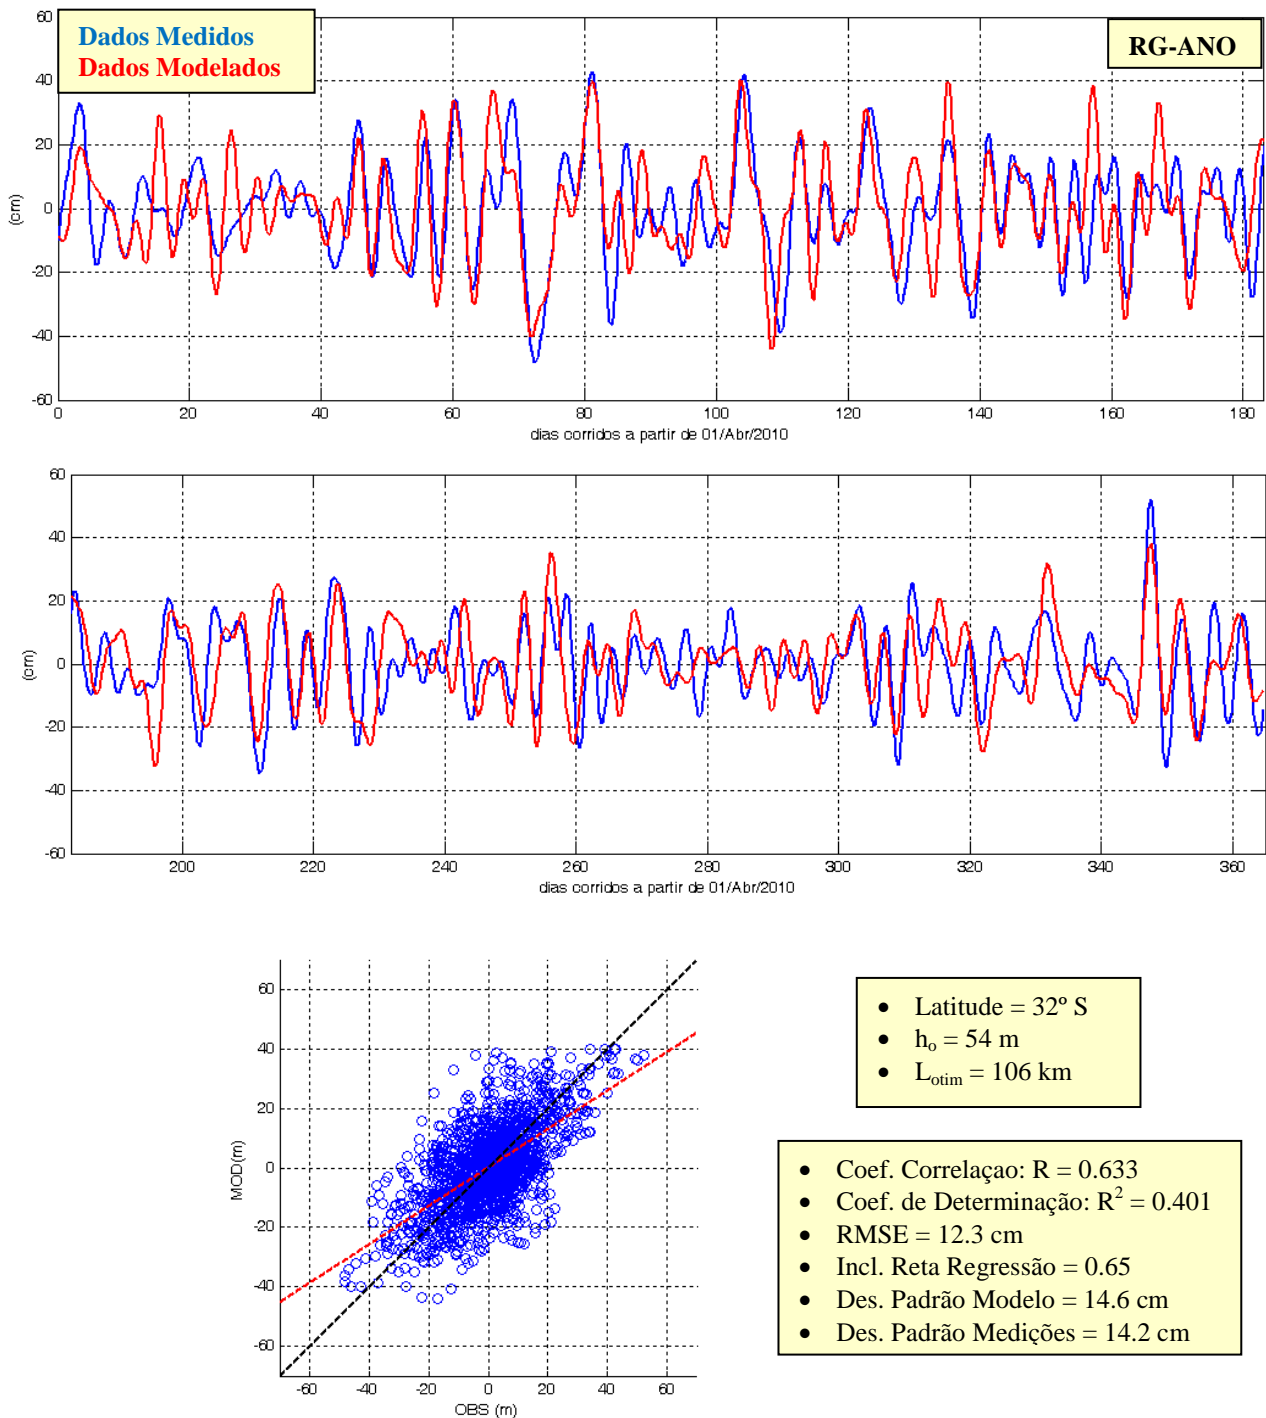 60
40
20
0
-20
-40
-60
(cm)
Dados Medidos
Dados Modelados
RG-ANO
0 20 40 60 80 100 120 140 160 180
dias corridos a partir de 01/Abr/2010
60
40
20
0
-20
-40
-60
(cm)
200 220 240 260 280 300 320 340 360
dias corridos a partir de 01/Abr/2010
60
40
20
0
-20
-40
-60
MOD(m)
-60 -40 -20 0 20 40 60
OBS (m)
• Latitude = 32º S
• hₒ = 54 m
• Lotim = 106 km
• Coef. Correlaçao: R = 0.633
• Coef. de Determinação: R² = 0.401
• RMSE = 12.3 cm
• Incl. Reta Regressão = 0.65
• Des. Padrão Modelo = 14.6 cm
• Des. Padrão Medições = 14.2 cm